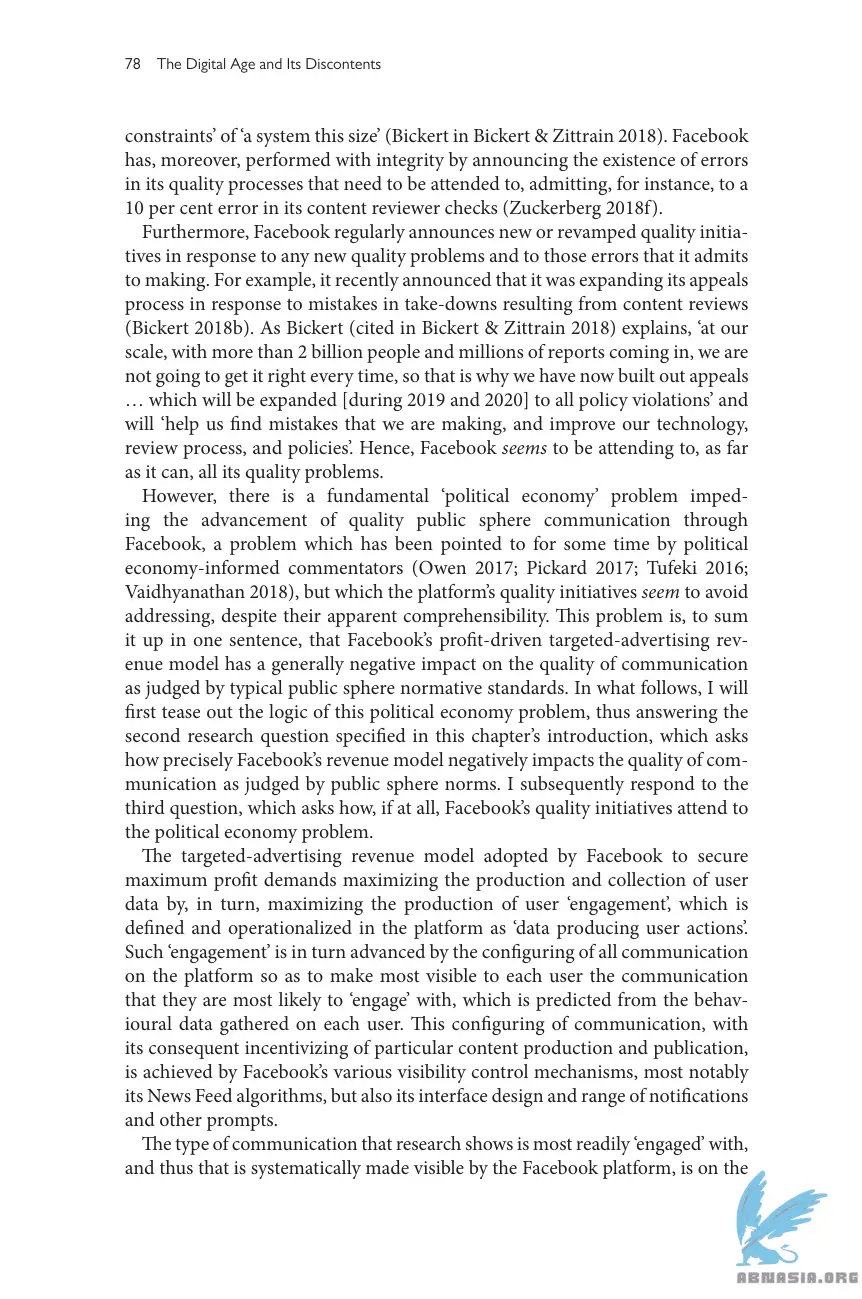 78 The Digital Age and Its Discontents
constraints’ of ‘a system this size’ (Bickert in Bickert & Zittrain 2018). Facebook
has, moreover, performed with integrity by announcing the existence of errors
in its quality processes that need to be attended to, admitting, for instance, to a
10 per cent error in its content reviewer checks (Zuckerberg 2018f).
Furthermore, Facebook regularly announces new or revamped quality initia-
tives in response to any new quality problems and to those errors that it admits
to making. For example, it recently announced that it was expanding its appeals
process in response to mistakes in take-downs resulting from content reviews
(Bickert 2018b). As Bickert (cited in Bickert & Zittrain 2018) explains, ‘at our
scale, with more than 2 billion people and millions of reports coming in, we are
not going to get it right every time, so that is why we have now built out appeals
… which will be expanded [during 2019 and 2020] to all policy violations’ and
will ‘help us find mistakes that we are making, and improve our technology,
review process, and policies’. Hence, Facebook seems to be attending to, as far
as it can, all its quality problems.
However, there is a fundamental ‘political economy’ problem imped-
ing the advancement of quality public sphere communication through
Facebook, a problem which has been pointed to for some time by political
economy-informed commentators (Owen 2017; Pickard 2017; Tufeki 2016;
Vaidhyanathan 2018), but which the platform’s quality initiatives seem to avoid
addressing, despite their apparent comprehensibility. This problem is, to sum
it up in one sentence, that Facebook’s profit-driven targeted-advertising rev-
enue model has a generally negative impact on the quality of communication
as judged by typical public sphere normative standards. In what follows, I will
first tease out the logic of this political economy problem, thus answering the
second research question specified in this chapter’s introduction, which asks
how precisely Facebook’s revenue model negatively impacts the quality of com-
munication as judged by public sphere norms. I subsequently respond to the
third question, which asks how, if at all, Facebook’s quality initiatives attend to
the political economy problem.
The targeted-advertising revenue model adopted by Facebook to secure
maximum profit demands maximizing the production and collection of user
data by, in turn, maximizing the production of user ‘engagement’, which is
defined and operationalized in the platform as ‘data producing user actions’.
Such ‘engagement’ is in turn advanced by the configuring of all communication
on the platform so as to make most visible to each user the communication
that they are most likely to ‘engage’ with, which is predicted from the behav-
ioural data gathered on each user. This configuring of communication, with
its consequent incentivizing of particular content production and publication,
is achieved by Facebook’s various visibility control mechanisms, most notably
its News Feed algorithms, but also its interface design and range of notifications
and other prompts.
The type of communication that research shows is most readily ‘engaged’ with,
and thus that is systematically made visible by the Facebook platform, is on the
ABNASIA.ORG